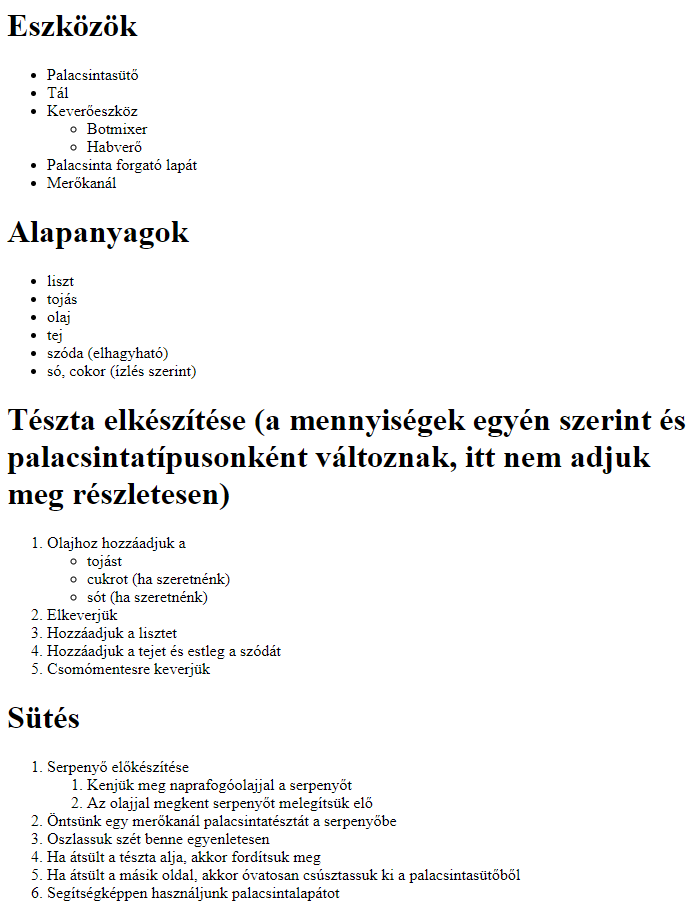 Eszközök
Palacsintasütő
Tál
Keverőeszköz
Botmixer
Habverő
Palacsinta forgató lapát
Merőkanál
Alapanyagok
liszt
tojás
olaj
tej
szóda (elhagyható)
só, cokor (ízlés szerint)
Tészta elkészítése (a mennyiségek egyén szerint és
palacsintatípusonként változnak, itt nem adjuk
meg részletesen)
1. Olajhoz hozzáadjuk a
tojást
cukrot (ha szeretnénk)
sót (ha szeretnénk)
2. Elkeverjük
3. Hozzáadjuk a lisztet
4. Hozzáadjuk a tejet és estleg a szódát
5. Csomómentesre keverjük
Sütés
1. Serpenyő előkészítése
1. Kenjük meg naprafogóolajjal a serpenyőt
2. Az olajjal megkent serpenyőt melegítsük elő
2. Öntsünk egy merőkanál palacsintatésztát a serpenyőbe
3. Oszlassuk szét benne egyenletesen
4. Ha átsült a tészta alja, akkor fordítsuk meg
5. Ha átsült a másik oldal, akkor óvatosan csúsztassuk ki a palacsintasütőből
6. Segítségképpen használjunk palacsintalapátot